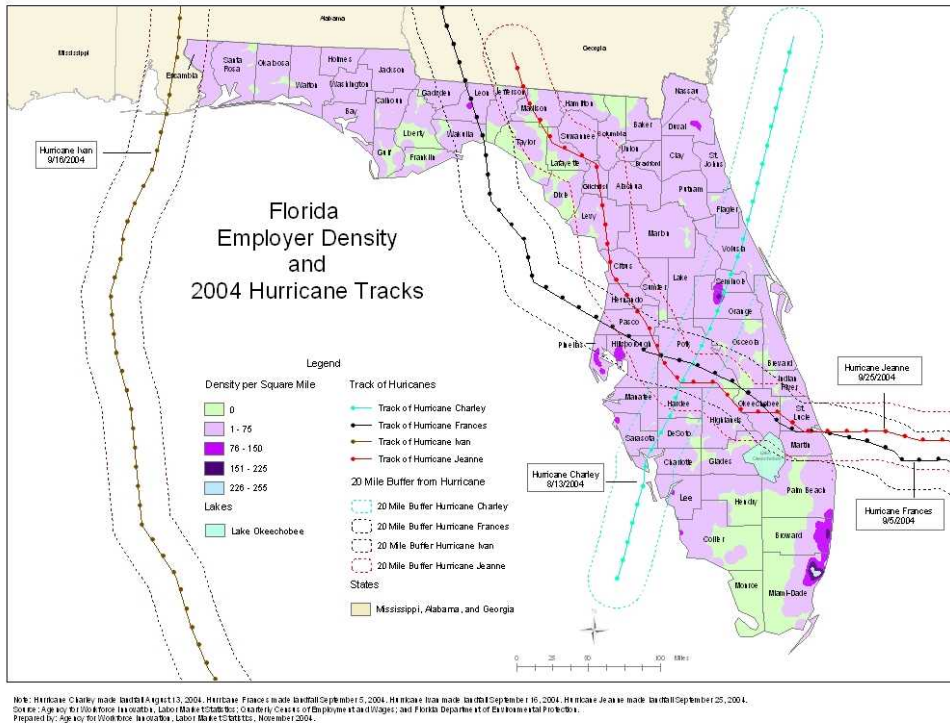 Mississippi
Alabama
Georgia
Escambia
Santa
Rosa
Okaloosa
Holmes
Walton
Washington
Jackson
Bay
Calhoun
Gadsden
Leon
Jefferson
Madison
Hamilton
Liberty
Gulf
Franklin
Wakulla
Taylor
Suwannee
Columbia
Lafayette
Dixie
Baker
Union
Bradford
Nassau
Duval
Clay
St.
Johns
Gilchrist
Alachua
Putnam
Flagler
Levy
Marion
Volusia
Citrus
Sumter
Lake
Seminole
Hernando
Orange
Pasco
Pinellas
Hillsborough
Polk
Osceola
Brevard
Indian
River
Manatee
Hardee
Highlands
Okeechobee
St.
Lucie
Sarasota
DeSoto
Martin
Charlotte
Glades
Lee
Hendry
Palm Beach
Collier
Broward
Monroe
Miami-Dade
Hurricane Ivan
9/16/2004
Florida
Employer Density
and
2004 Hurricane Tracks
Hurricane Jeanne
9/25/2004
Hurricane Charley
8/13/2004
Hurricane Frances
9/5/2004
Legend
Density per Square Mile
0
1 - 75
76 - 150
151 - 225
226 - 255
Lakes
Lake Okeechobee
Track of Huricanes
Track of Hurricane Charley
Track of Hurricane Frances
Track of Hurricane Ivan
Track of Hurricane Jeanne
20 Mile Buffer from Hurricane
20 Mile Buffer Hurricane Charley
20 Mile Buffer Hurricane Frances
20 Mile Buffer Hurricane Ivan
20 Mile Buffer Hurricane Jeanne
States
Mississippi, Alabama, and Georgia
0 25 50 100 Miles
Note: Hurricane Charley made landfall August 13, 2004. Hurricane Frances made landfall September 5, 2004. Hurricane Ivan made landfall September 16, 2004. Hurricane Jeanne made landfall September 25, 2004.
Source: Agency for Workforce Innovation, Labor Market Statistics; Quarterly Census of Employment and Wages; and Florida Department of Environmental Protection.
Prepared by: Agency for Workforce Innovation, Labor Market Statistics, November 2004.